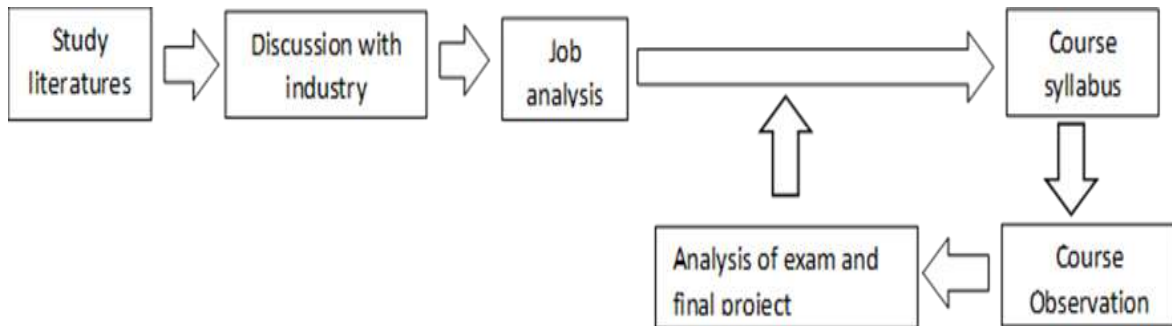 Study
literatures
Discussion with
industry
Job
analysis
Course
syllabus
Course
Observation
Analysis of exam and
final project